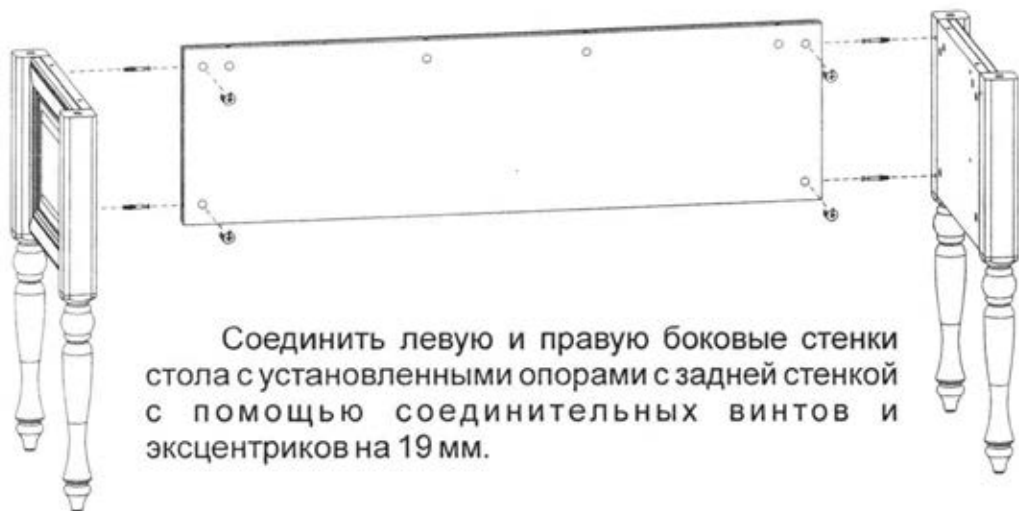 Соединить левую и правую боковые стенки
стола с установленными опорами с задней стенкой
с помощью соединительных винтов и
эксцентриков на 19 мм.